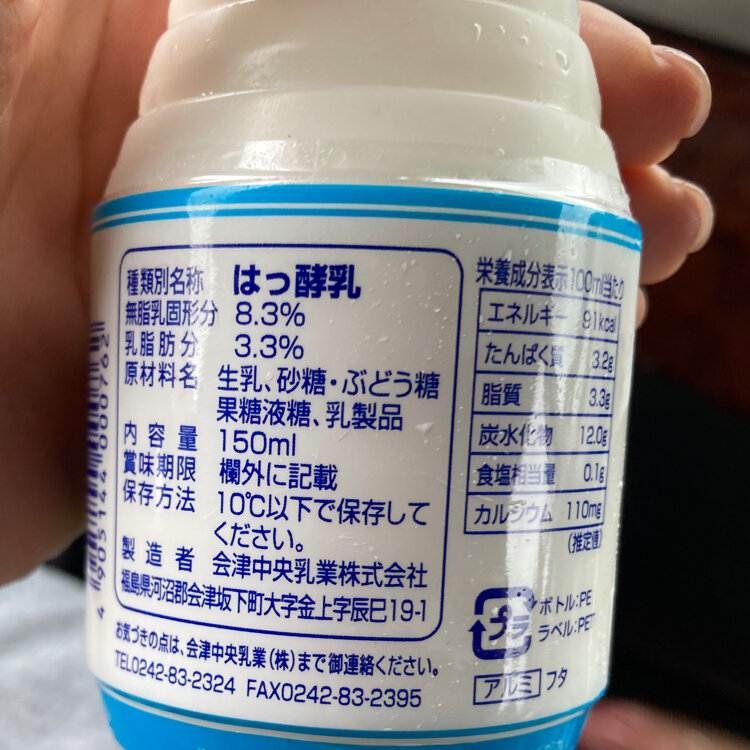 種類別名称 はっ酵乳
無脂乳固形分 8.3%
乳脂肪分 3.3%
原材料名 生乳、砂糖・ぶどう糖
果糖液糖、乳製品
内容量 150ml
賞味期限 欄外に記載
保存方法 10℃以下で保存して
ください。
製造者 会津中央乳業株式会社
福島県河沼郡会津坂下町大字金上字辰巳19-1
お気づきの点は、会津中央乳業(株)まで御連絡ください。
TEL0242-83-2324 FAX0242-83-2395
栄養成分表示100ml当たり
エネルギー 91kcal
たんぱく質 3.2g
脂質 3.3g
炭水化物 12.0g
食塩相当量 0.1g
カルシウム 110mg
(推定値)
プラ
ボトル:PE
ラベル:PET
アルミ フタ
4 905144 000762